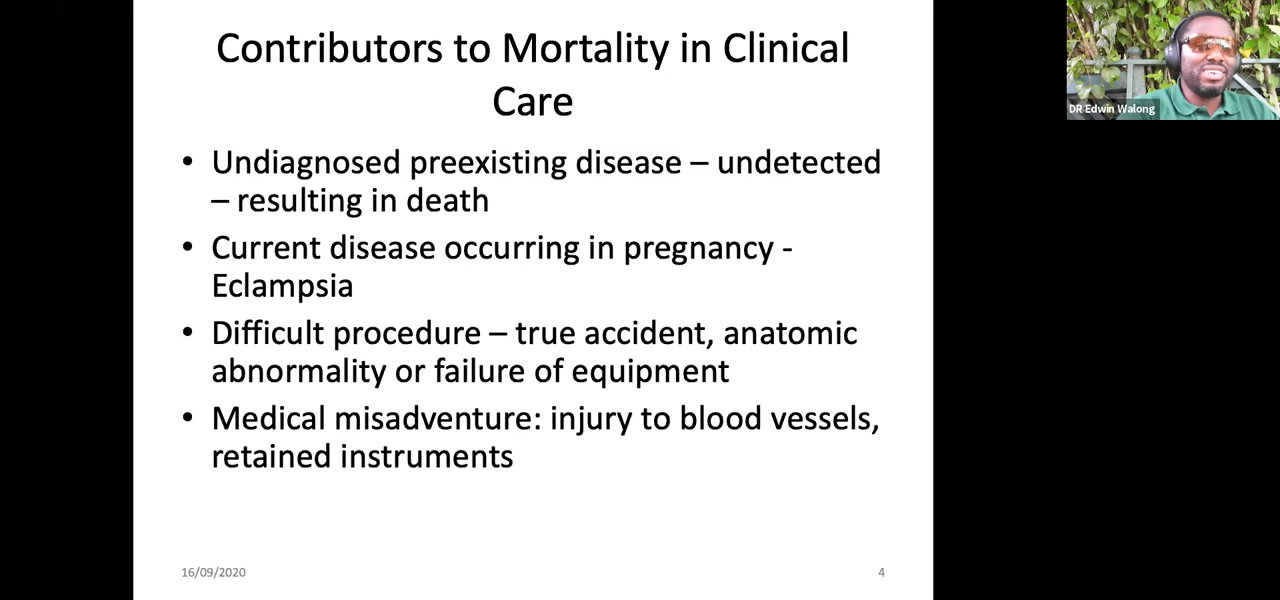 Contributors to Mortality in Clinical
Care
• Undiagnosed preexisting disease – undetected
– resulting in death
• Current disease occurring in pregnancy -
Eclampsia
• Difficult procedure – true accident, anatomic
abnormality or failure of equipment
• Medical misadventure: injury to blood vessels,
retained instruments
16/09/2020
4
DR Edwin Walong